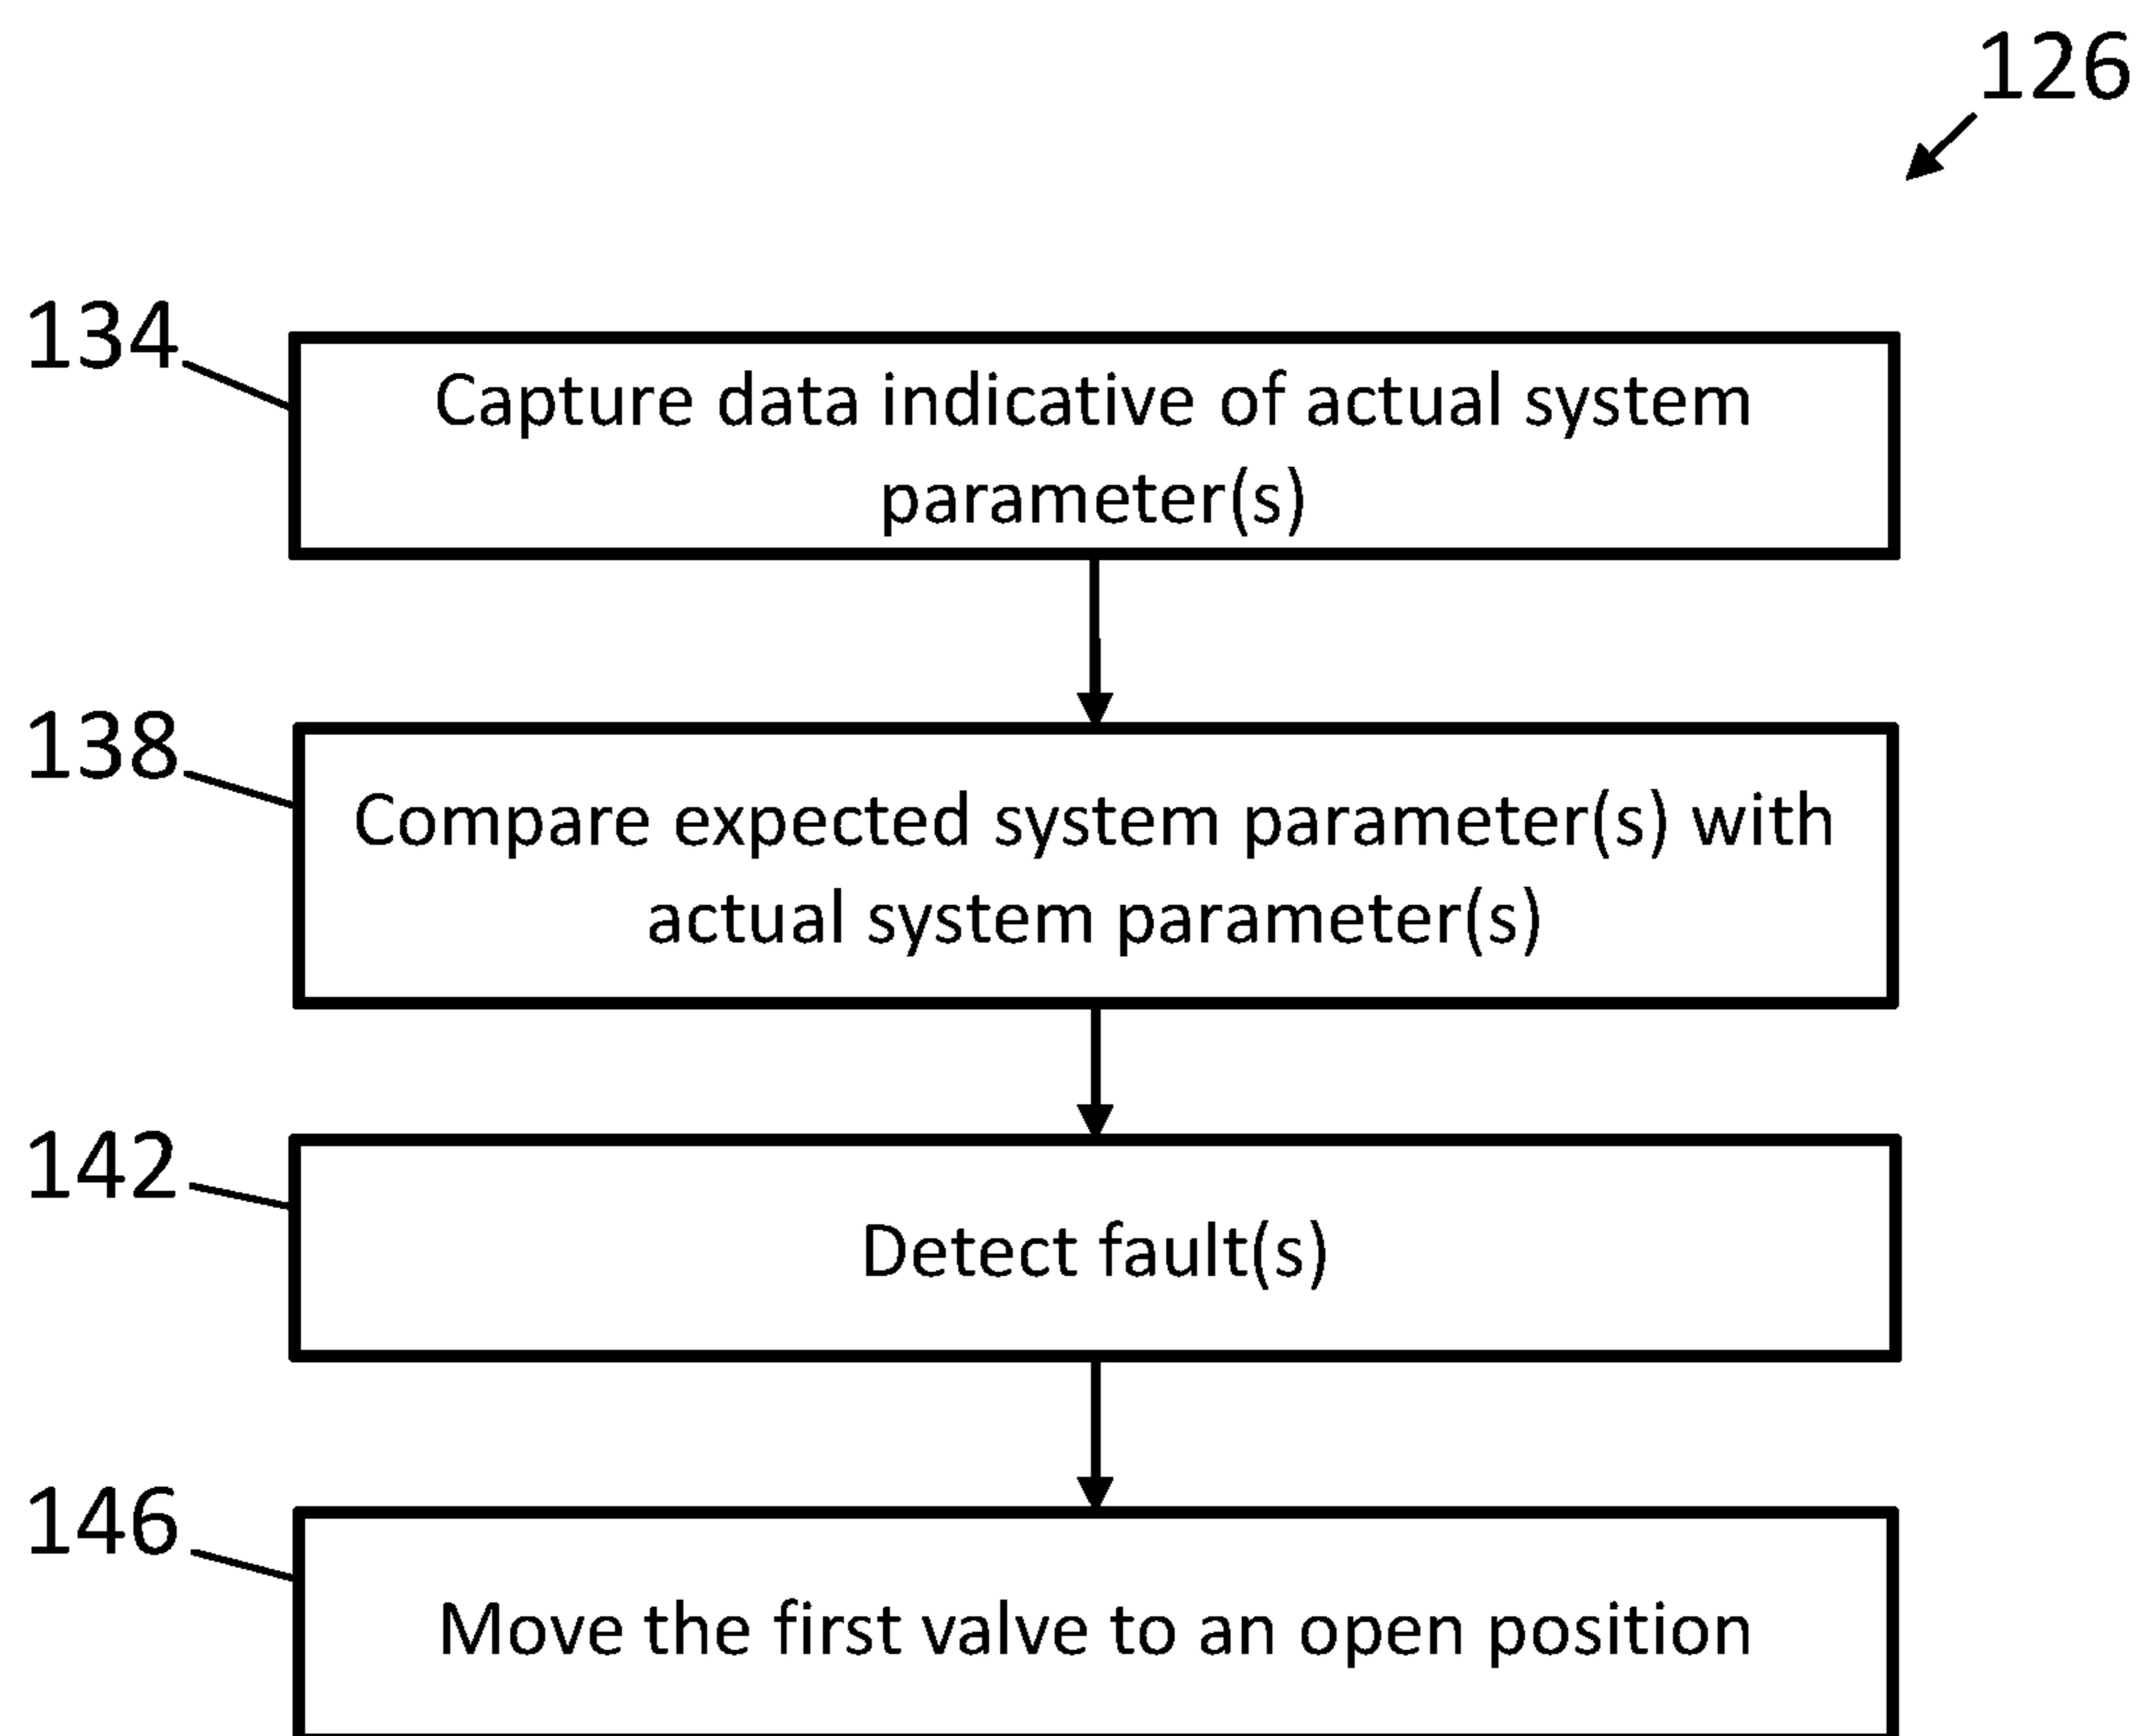 126
134
Capture data indicative of actual system
parameter(s)
138
Compare expected system parameter(s) with
actual system parameter(s)
142
Detect fault(s)
146
Move the first valve to an open position